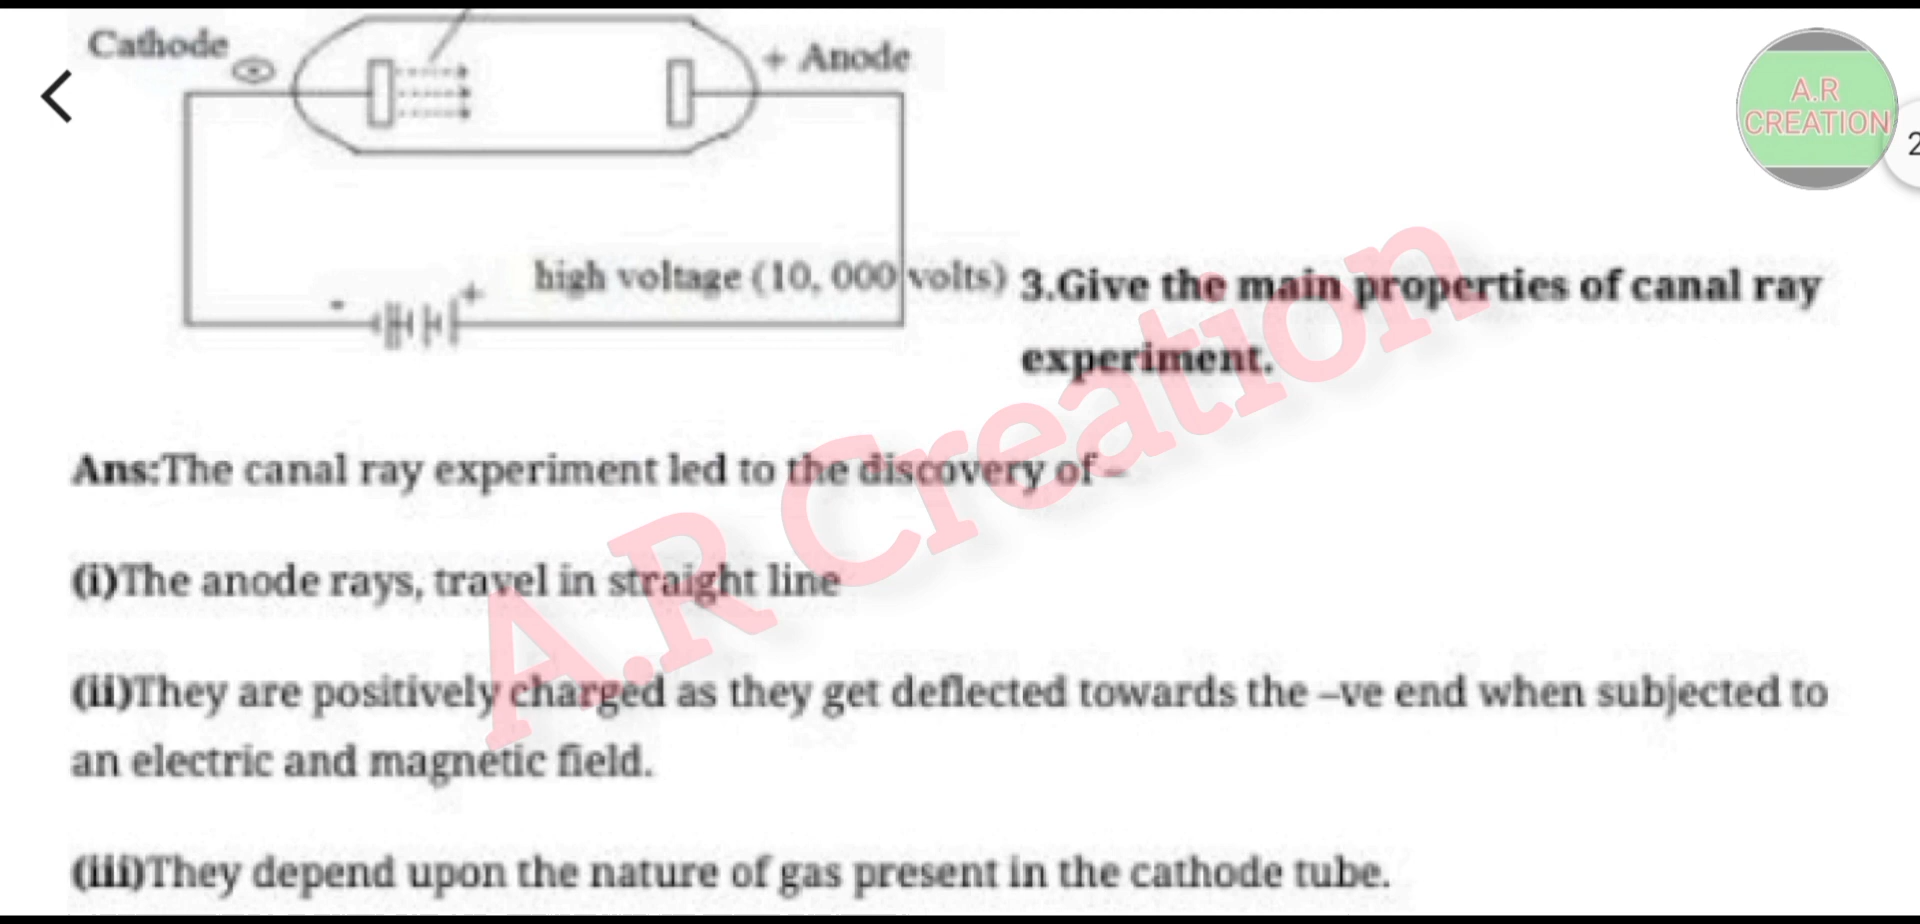 Cathode
+ Anode
A.R
CREATION
2
high voltage (10, 000 volts)
- +
3.Give the main properties of canal ray
experiment.
Ans:The canal ray experiment led to the discovery of –
(i)The anode rays, travel in straight line
(ii)They are positively charged as they get deflected towards the –ve end when subjected to
an electric and magnetic field.
(iii)They depend upon the nature of gas present in the cathode tube.
A.R Creation